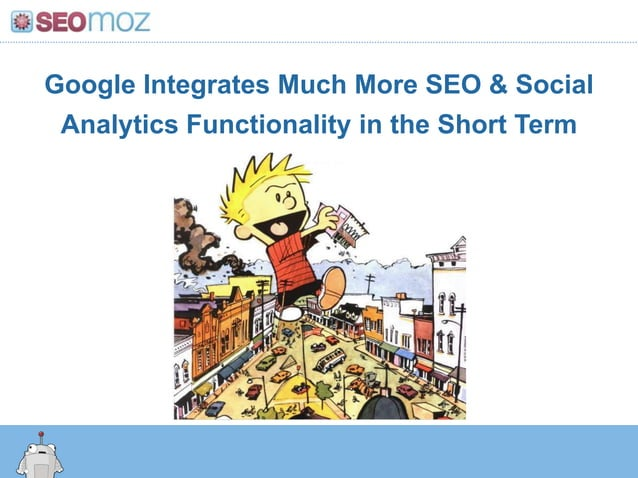 SEOmoz
Google Integrates Much More SEO & Social
Analytics Functionality in the Short Term